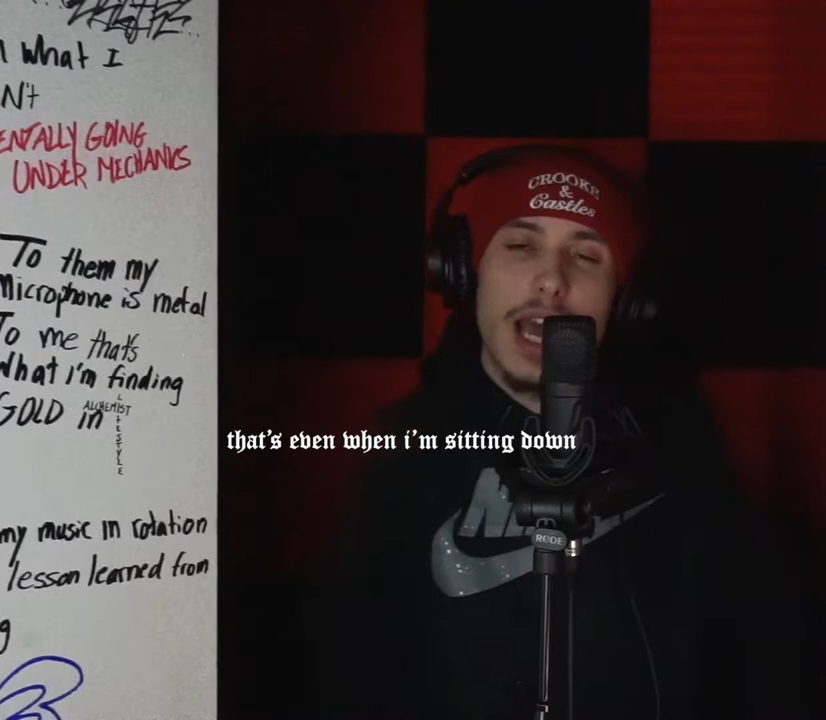 what I
N't
ENTALLY GOING
UNDER MECHANICS
To them my
Microphone is metal
To me that's
What i'm finding
GOLD in
ALCHEMIST
LIFESTYLE
my music in rotation
lesson learned from
g
CROOKS
&
Castles
that's even when i'm sitting down
RODE